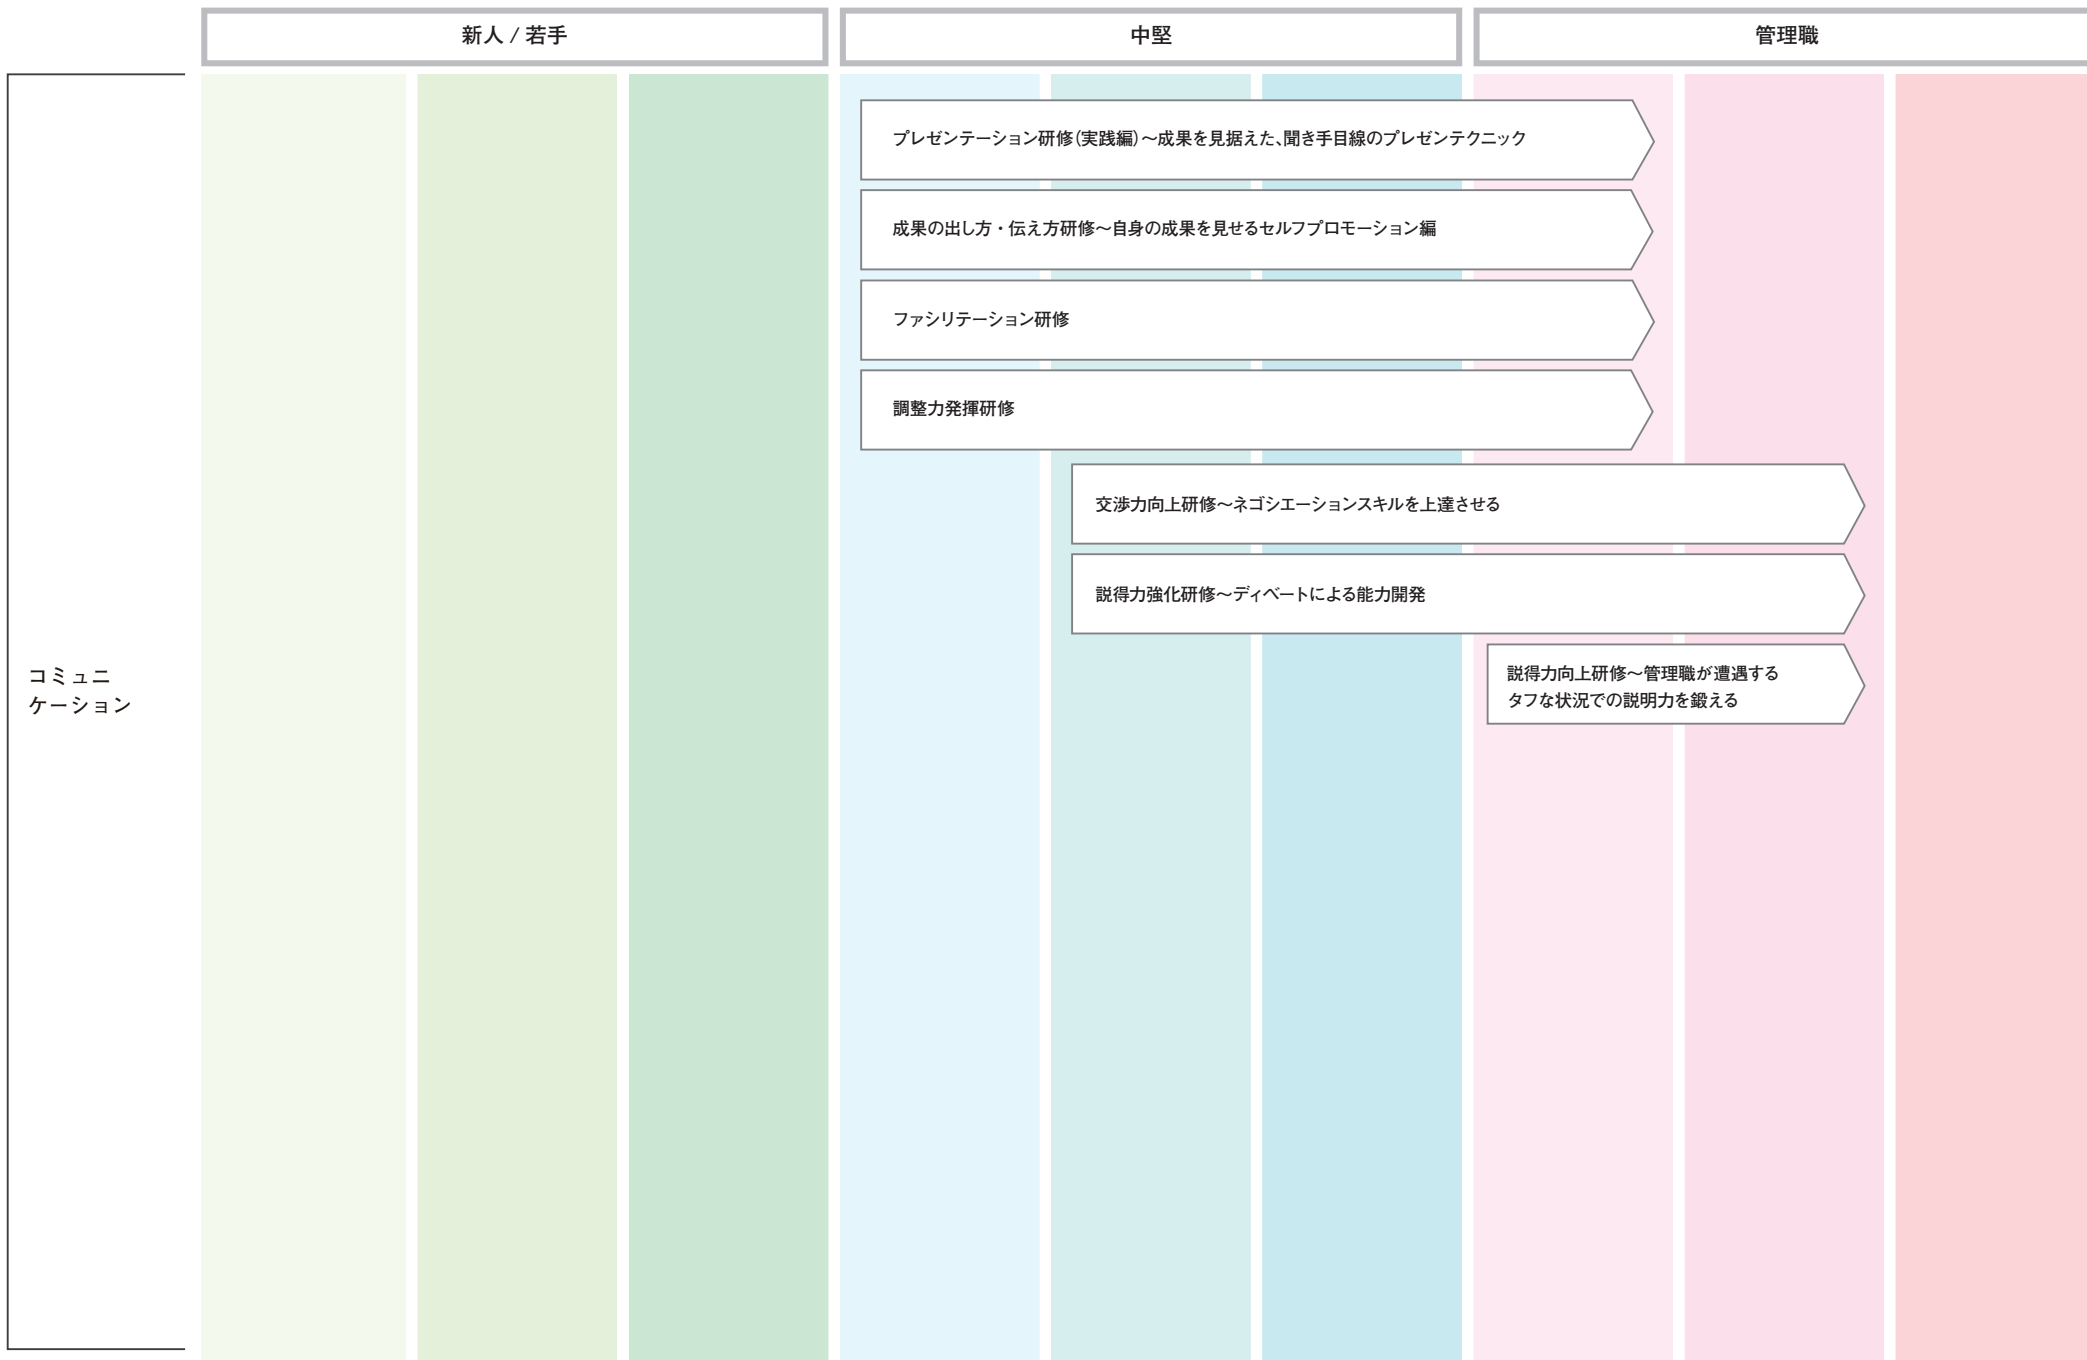 新人 / 若手
中堅
管理職
プレゼンテーション研修(実践編)~成果を見据えた、聞き手目線のプレゼンテクニック
成果の出し方・伝え方研修~自身の成果を見せるセルフプロモーション編
ファシリテーション研修
調整力発揮研修
交渉力向上研修~ネゴシエーションスキルを上達させる
説得力強化研修~ディベートによる能力開発
コミュニ
ケーション
説得力向上研修~管理職が遭遇する
タフな状況での説明力を鍛える